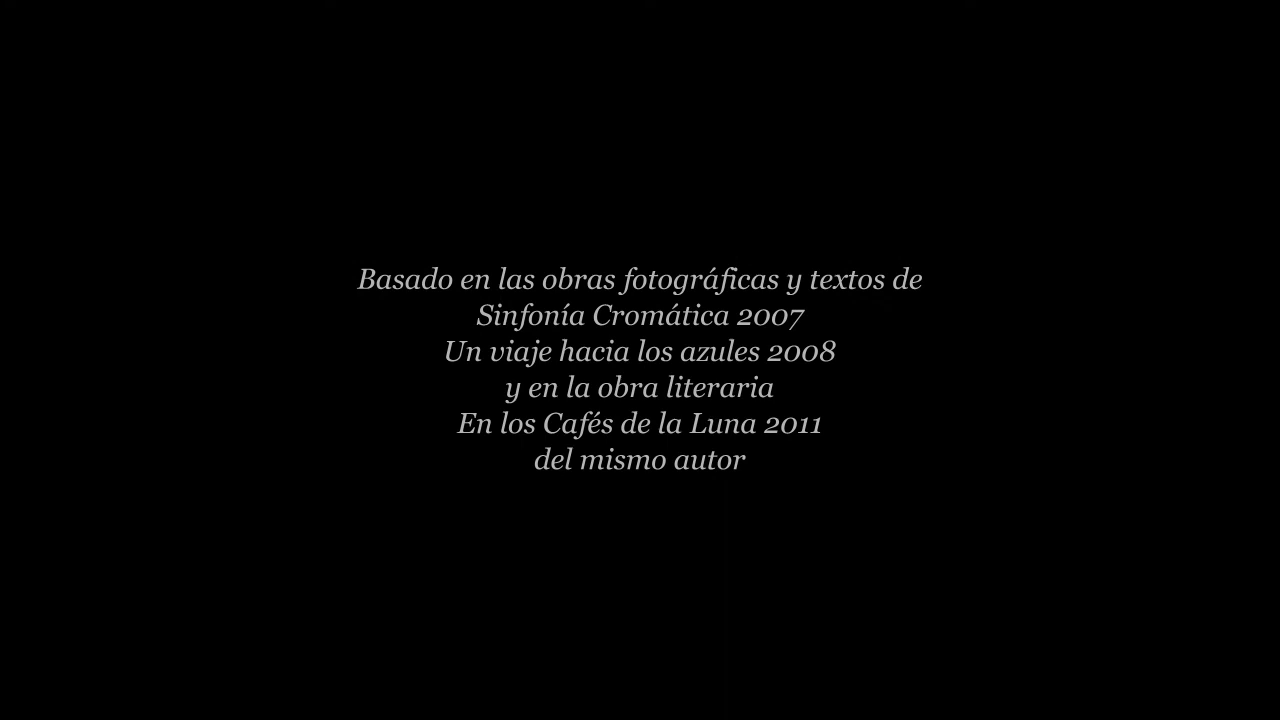 Basado en las obras fotográficas y textos de
Sinfonía Cromática 2007
Un viaje hacia los azules 2008
y en la obra literaria
En los Cafés de la Luna 2011
del mismo autor